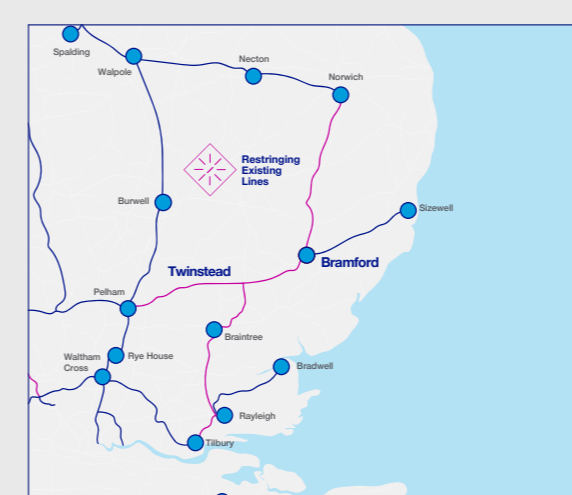 Spalding
Walpole
Necton
Norwich
Restringing
Existing
Lines
Burwell
Sizewell
Twinstead
Bramford
Pelham
Braintree
Waltham
Cross
Rye House
Bradwell
Rayleigh
Tilbury